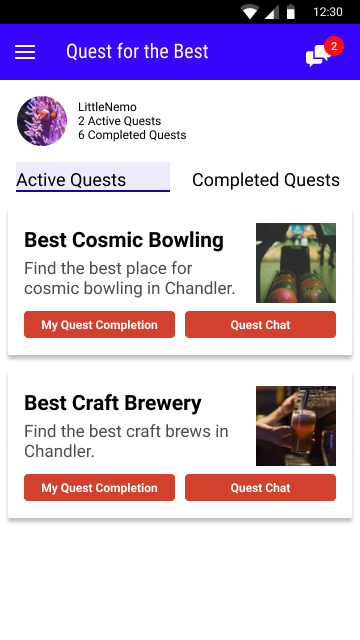 12:30
Quest for the Best
2
LittleNemo
2 Active Quests
6 Completed Quests
Active Quests
Completed Quests
Best Cosmic Bowling
Find the best place for
cosmic bowling in Chandler.
My Quest Completion
Quest Chat
Best Craft Brewery
Find the best craft brews in
Chandler.
My Quest Completion
Quest Chat